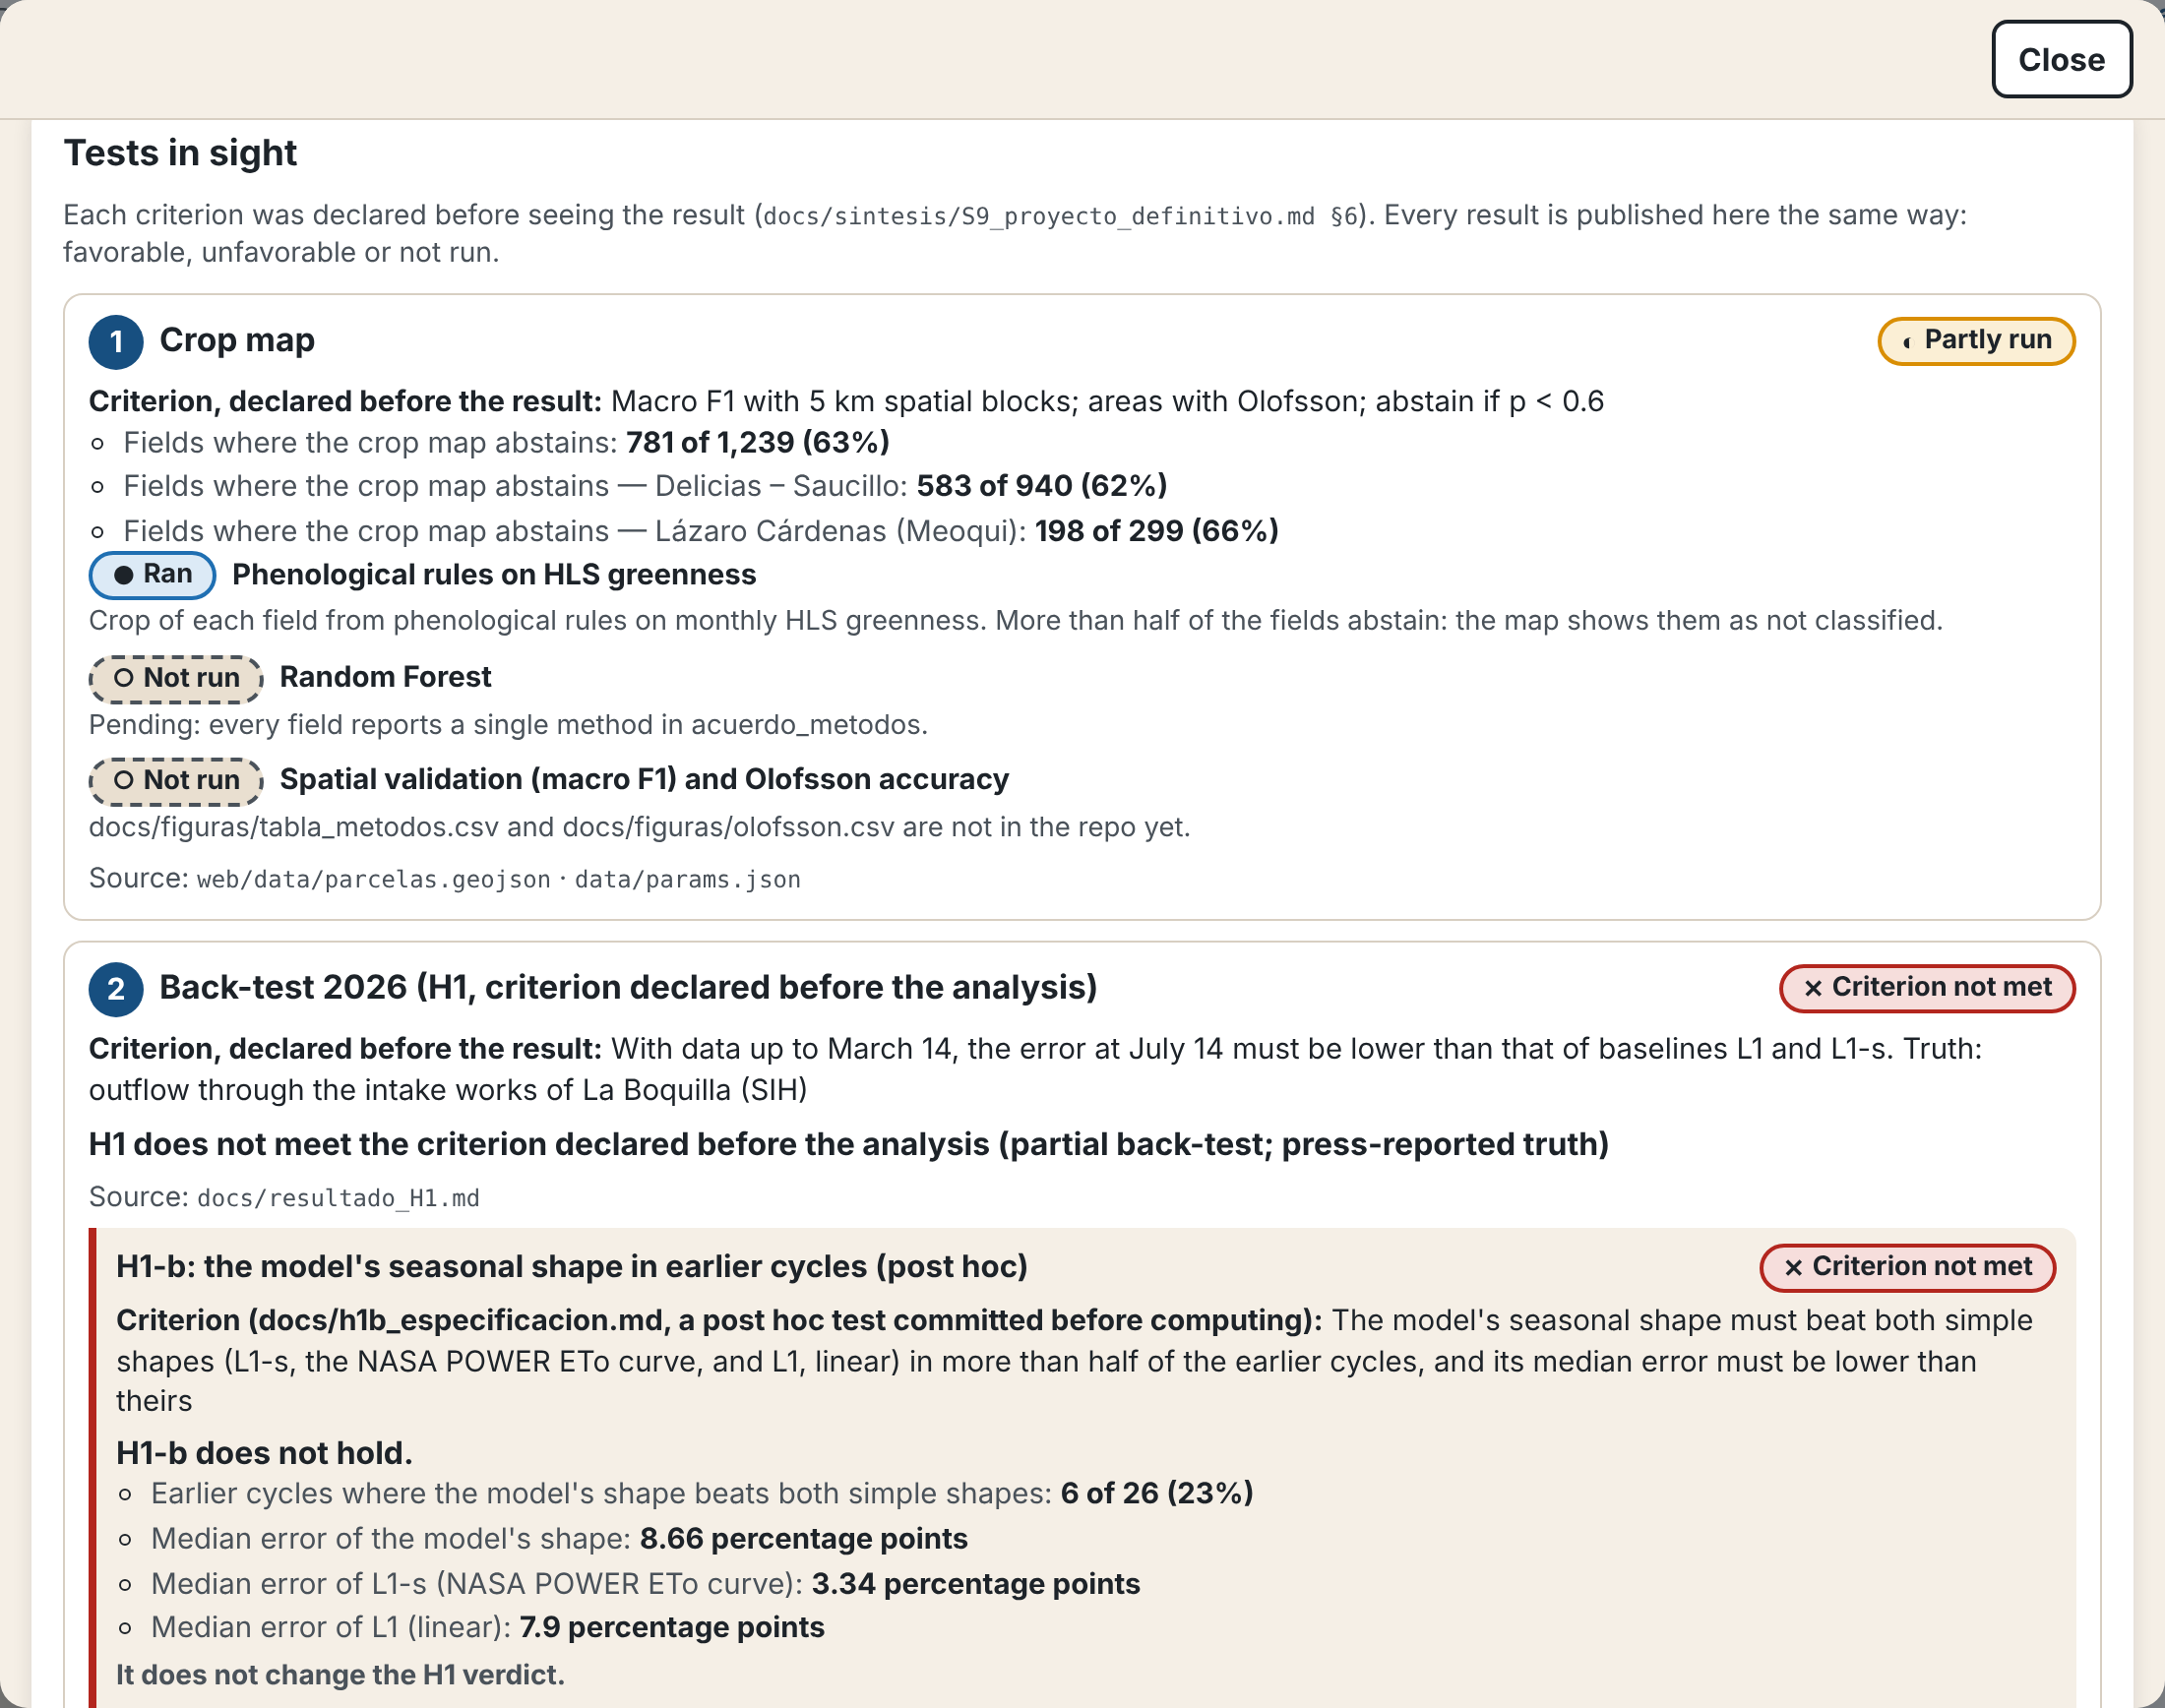 Close
Tests in sight
Each criterion was declared before seeing the result (docs/sintesis/S9_proyecto_definitivo.md §6). Every result is published here the same way:
favorable, unfavorable or not run.
1 Crop map
Partly run
Criterion, declared before the result: Macro F1 with 5 km spatial blocks; areas with Olofsson; abstain if p < 0.6
Fields where the crop map abstains: 781 of 1,239 (63%)
Fields where the crop map abstains — Delicias – Saucillo: 583 of 940 (62%)
Fields where the crop map abstains — Lázaro Cárdenas (Meoqui): 198 of 299 (66%)
Ran Phenological rules on HLS greenness
Crop of each field from phenological rules on monthly HLS greenness. More than half of the fields abstain: the map shows them as not classified.
Not run Random Forest
Pending: every field reports a single method in acuerdo_metodos.
Not run Spatial validation (macro F1) and Olofsson accuracy
docs/figuras/tabla_metodos.csv and docs/figuras/olofsson.csv are not in the repo yet.
Source: web/data/parcelas.geojson · data/params.json
2 Back-test 2026 (H1, criterion declared before the analysis)
× Criterion not met
Criterion, declared before the result: With data up to March 14, the error at July 14 must be lower than that of baselines L1 and L1-s. Truth:
outflow through the intake works of La Boquilla (SIH)
H1 does not meet the criterion declared before the analysis (partial back-test; press-reported truth)
Source: docs/resultado_H1.md
H1-b: the model's seasonal shape in earlier cycles (post hoc)
× Criterion not met
Criterion (docs/h1b_especificacion.md, a post hoc test committed before computing): The model's seasonal shape must beat both simple
shapes (L1-s, the NASA POWER ETo curve, and L1, linear) in more than half of the earlier cycles, and its median error must be lower than
theirs
H1-b does not hold.
Earlier cycles where the model's shape beats both simple shapes: 6 of 26 (23%)
Median error of the model's shape: 8.66 percentage points
Median error of L1-s (NASA POWER ETo curve): 3.34 percentage points
Median error of L1 (linear): 7.9 percentage points
It does not change the H1 verdict.